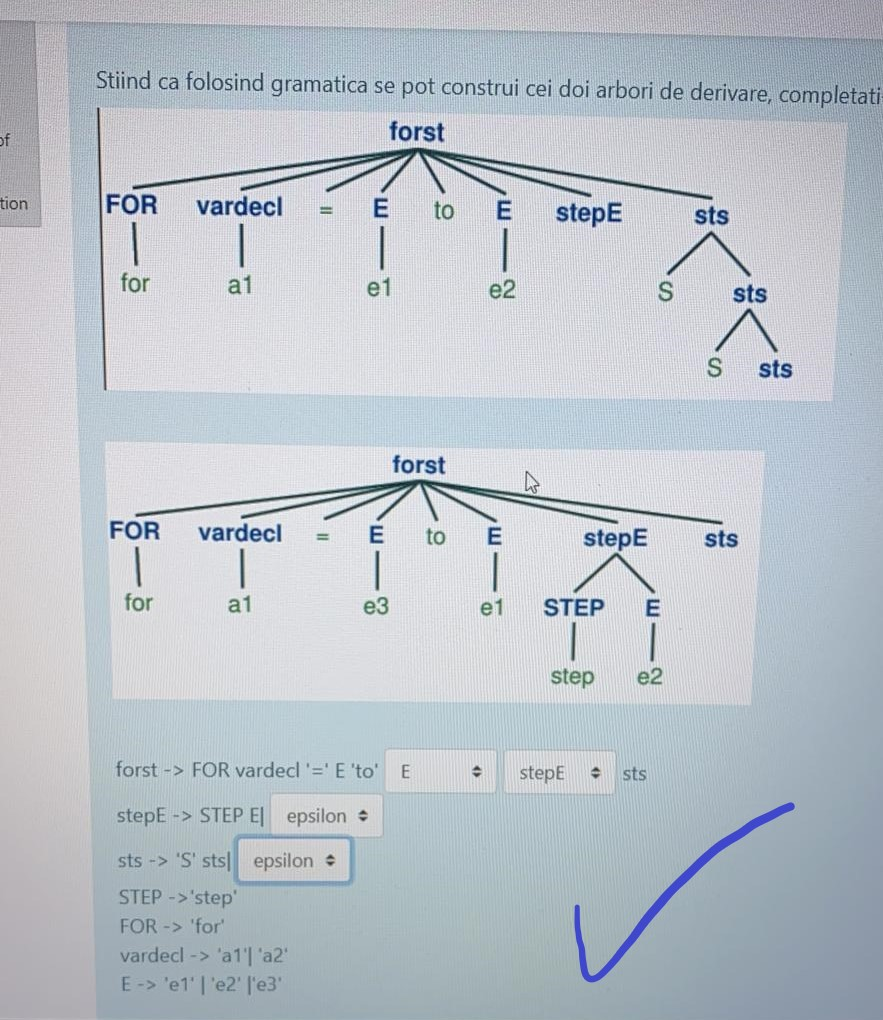 Stiind ca folosind gramatica se pot construi cei doi arbori de derivare, completati
of
tion
forst
FOR vardecl = E to E stepE sts
for a1 e1 e2 S sts
S sts
forst
FOR vardecl = E to E stepE sts
for a1 e3 e1 STEP E
step e2
forst -> FOR vardecl '=' E 'to' E stepE sts
stepE -> STEP E| epsilon
sts -> 'S' sts| epsilon
STEP ->'step'
FOR -> 'for'
vardecl -> 'a1'| 'a2'
E -> 'e1' | 'e2' |'e3'